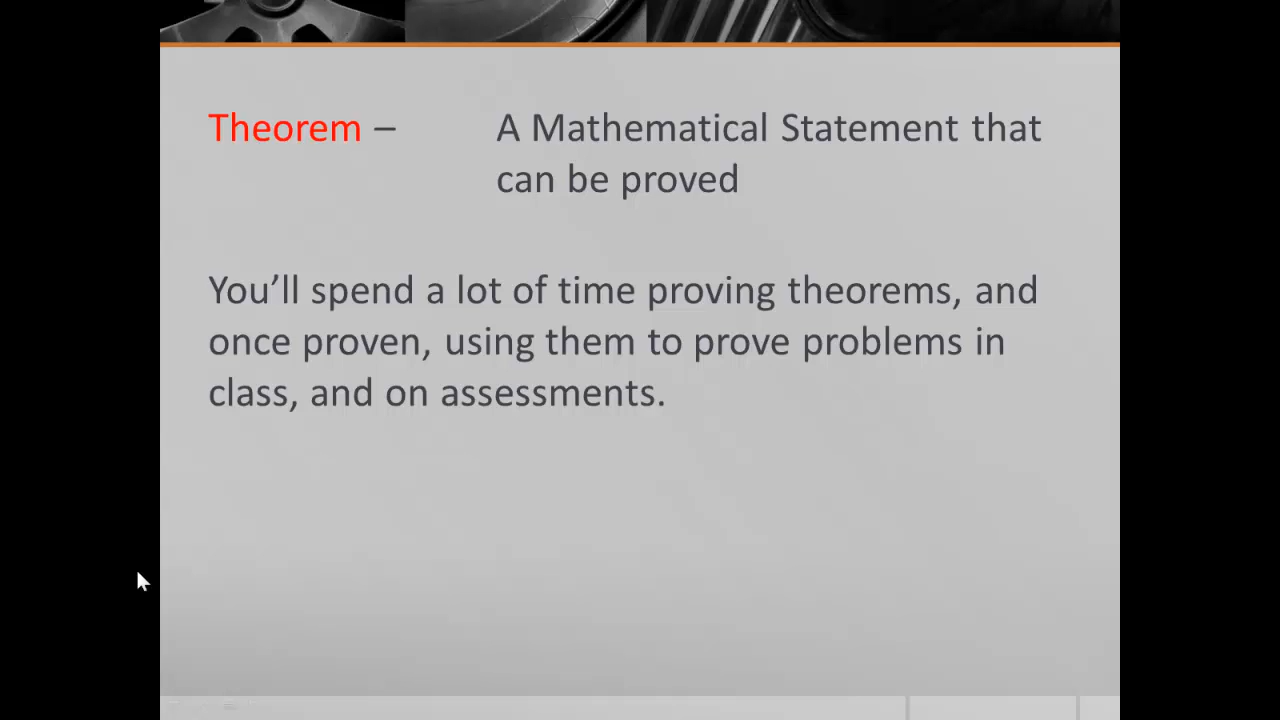 Theorem – A Mathematical Statement that
can be proved
You’ll spend a lot of time proving theorems, and
once proven, using them to prove problems in
class, and on assessments.